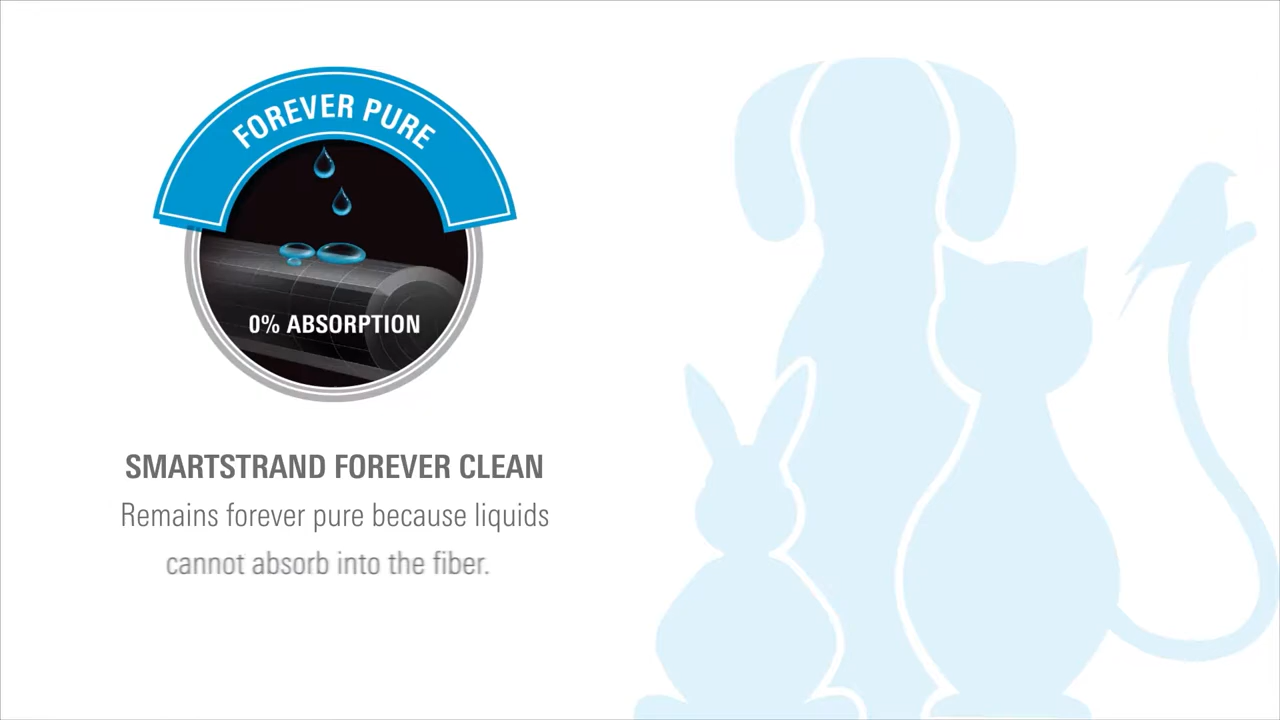 FOREVER PURE
0% ABSORPTION
SMARTSTRAND FOREVER CLEAN
Remains forever pure because liquids
cannot absorb into the fiber.